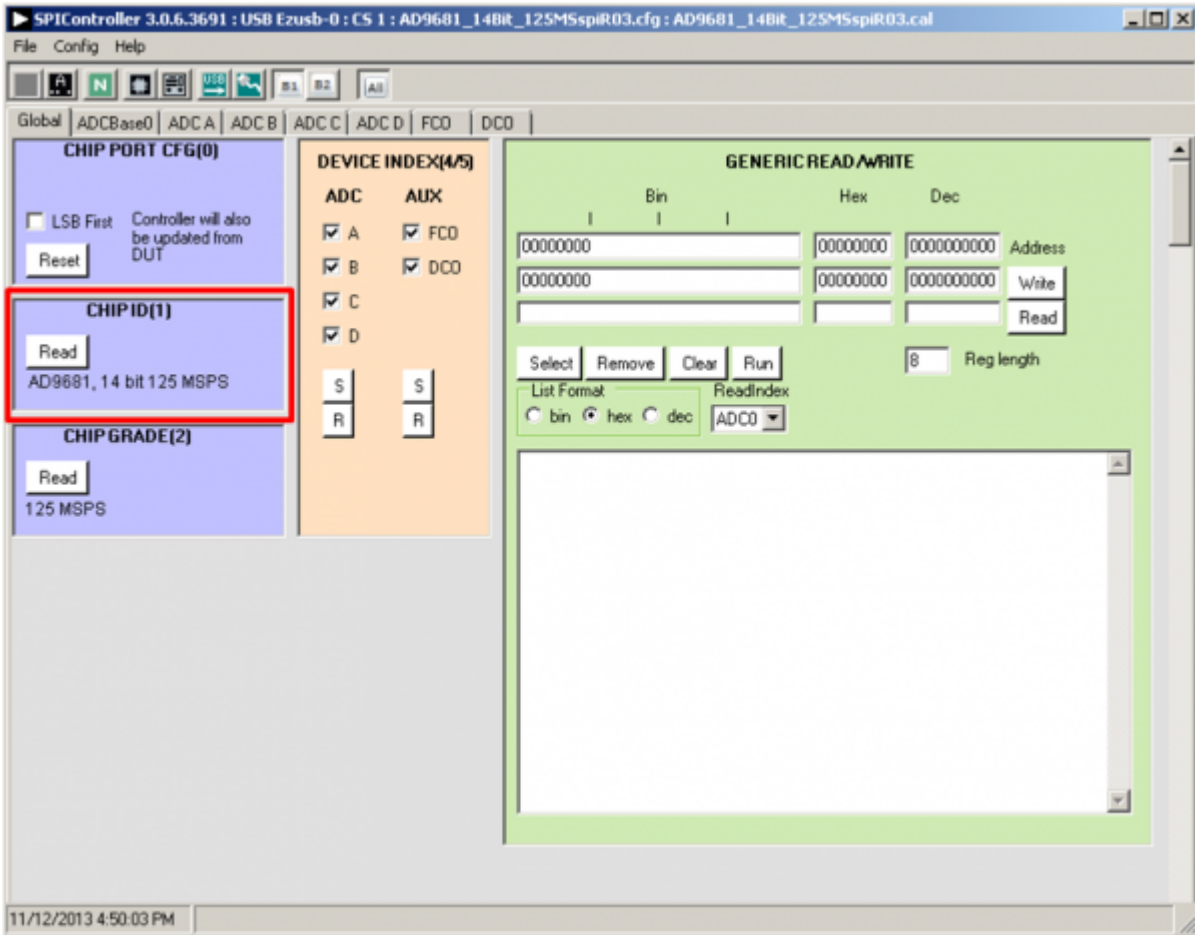 SPIController 3.0.6.3691 : USB Ezusb-0 : CS 1 : AD9681_14Bit_125MSspiR03.cfg : AD9681_14Bit_125MSspiR03.cal
File Config Help
A N USB B1 B2 All
Global ADCBase0 ADC A ADC B ADC C ADC D FCO DCO
CHIP PORT CFG(0)
LSB First
Controller will also
be updated from
DUT
Reset
CHIP ID(1)
Read
AD9681, 14 bit 125 MSPS
CHIP GRADE(2)
Read
125 MSPS
DEVICE INDEX(4/5)
ADC AUX
A FCO
B DCO
C
D
S S
R R
GENERIC READ/WRITE
Bin Hex Dec
00000000 00000000 0000000000 Address
00000000 00000000 0000000000 Write
Read
Select Remove Clear Run 8 Reg length
List Format ReadIndex
bin hex dec ADC0
11/12/2013 4:50:03 PM